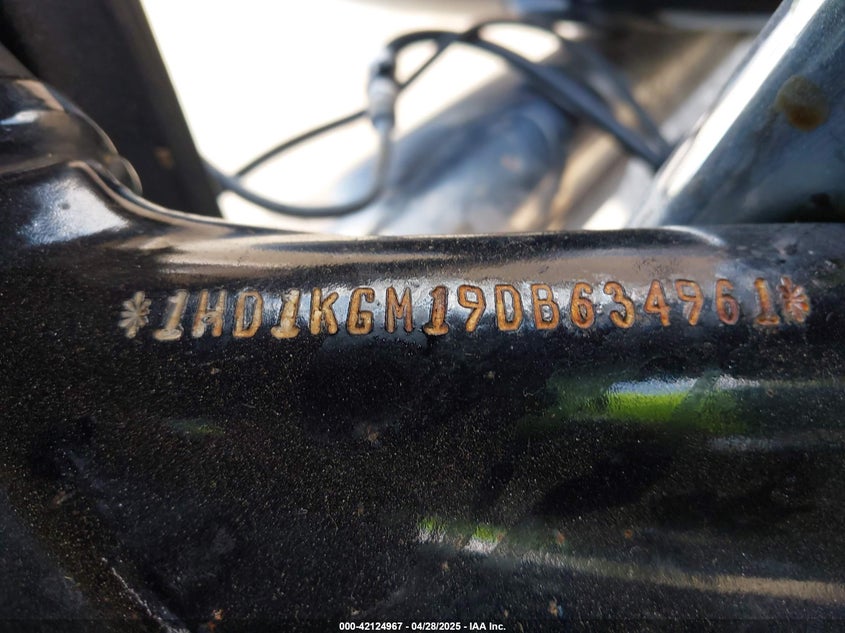 *1HD1KGM19DB634961*
000-42124967 - 04/28/2025 - IAA Inc.